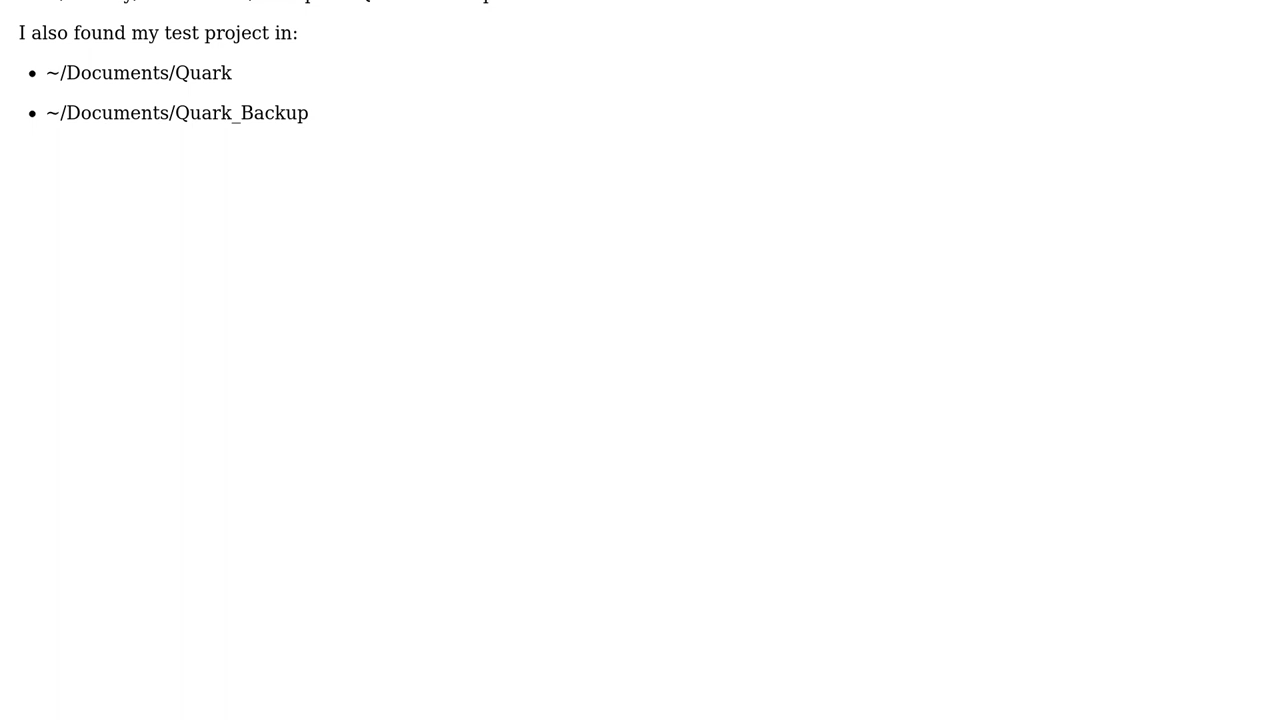 I also found my test project in:
~/Documents/Quark
~/Documents/Quark_Backup